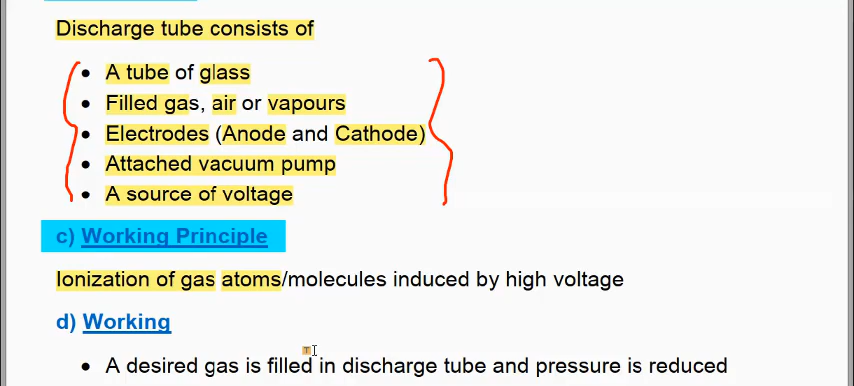 Discharge tube consists of
• A tube of glass
• Filled gas, air or vapours
• Electrodes (Anode and Cathode)
• Attached vacuum pump
• A source of voltage
c) Working Principle
Ionization of gas atoms/molecules induced by high voltage
d) Working
• A desired gas is filled in discharge tube and pressure is reduced